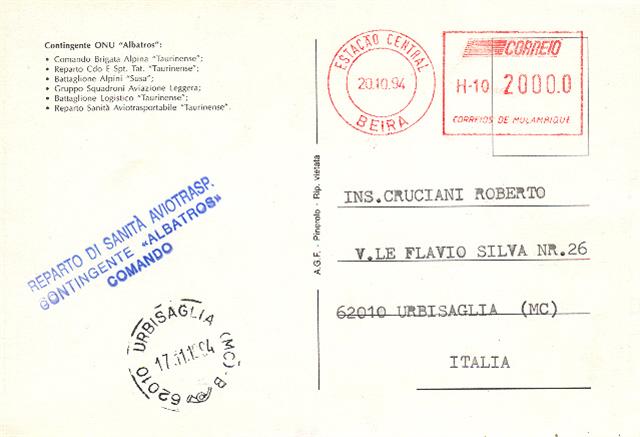 Contingente ONU "Albatros":
• Comando Brigata Alpina "Taurinense";
• Reparto Cdo E Spt. Tat. "Taurinense";
• Battaglione Alpini "Susa";
• Gruppo Squadroni Aviazione Leggera;
• Battaglione Logistico "Taurinense";
• Reparto Sanità Aviotrasportabile "Taurinense".
ESTAÇÃO CENTRAL
20.10.94
BEIRA
CORREIO
H-10 2000.0
CORREIOS DE MOÇAMBIQUE
REPARTO DI SANITÀ AVIOTRASP.
CONTINGENTE «ALBATROS»
COMANDO
62010 URBISAGLIA (MC) - B
17.11.1994
A.G.F. - Pinerolo - Rip. vietata
INS.CRUCIANI ROBERTO
V.LE FLAVIO SILVA NR.26
62010 URBISAGLIA (MC)
ITALIA